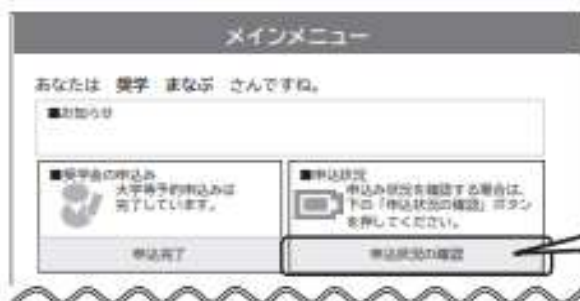 メインメニュー
あなたは 奨学 まなぶ さんですね。
■お知らせ
■奨学金の申込み
大学等予約申込みは
完了しています。
申込完了
■申込状況
申込み状況を確認する場合は、
下の「申込状況の確認」ボタン
を押してください。
申込状況の確認